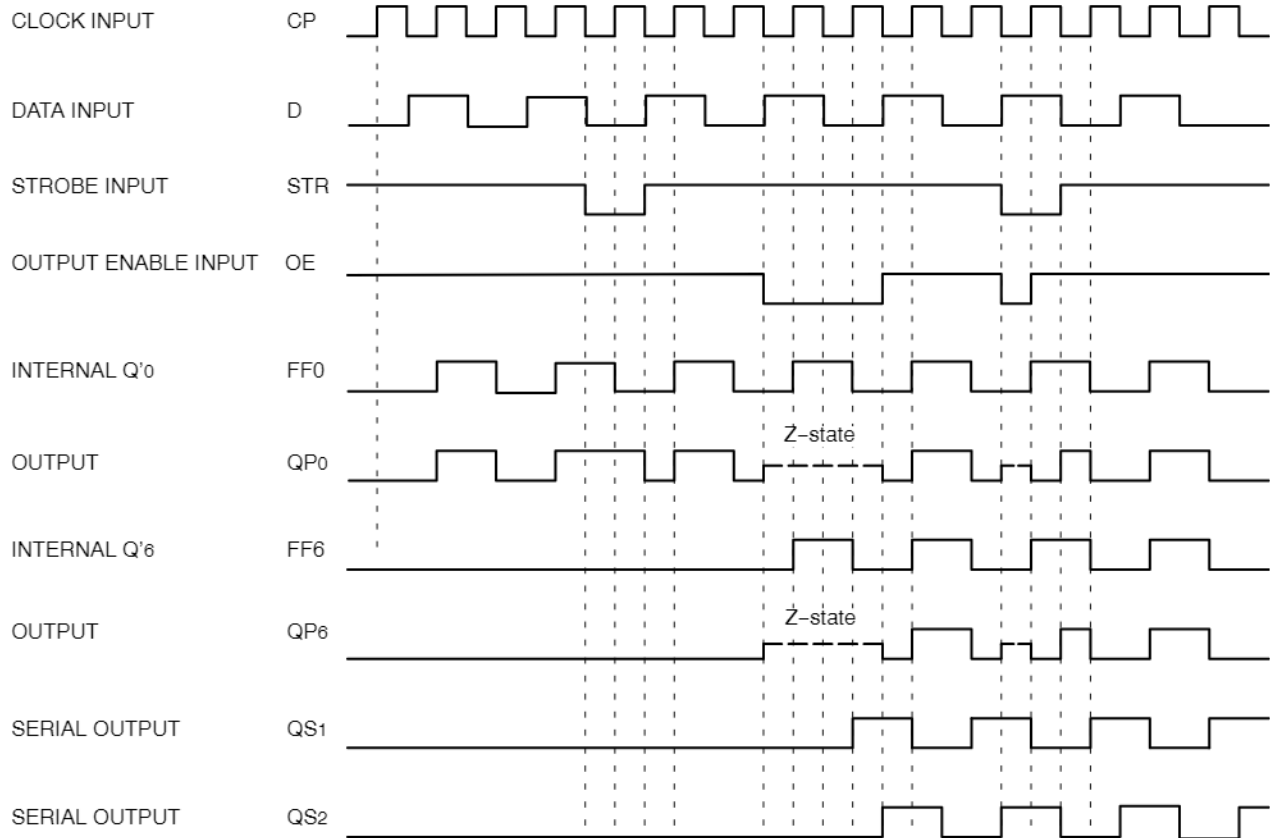 CLOCK INPUT CP
DATA INPUT D
STROBE INPUT STR
OUTPUT ENABLE INPUT OE
INTERNAL Q'0 FF0
Z-state
OUTPUT QP0
INTERNAL Q'6 FF6
Z-state
OUTPUT QP6
SERIAL OUTPUT QS1
SERIAL OUTPUT QS2